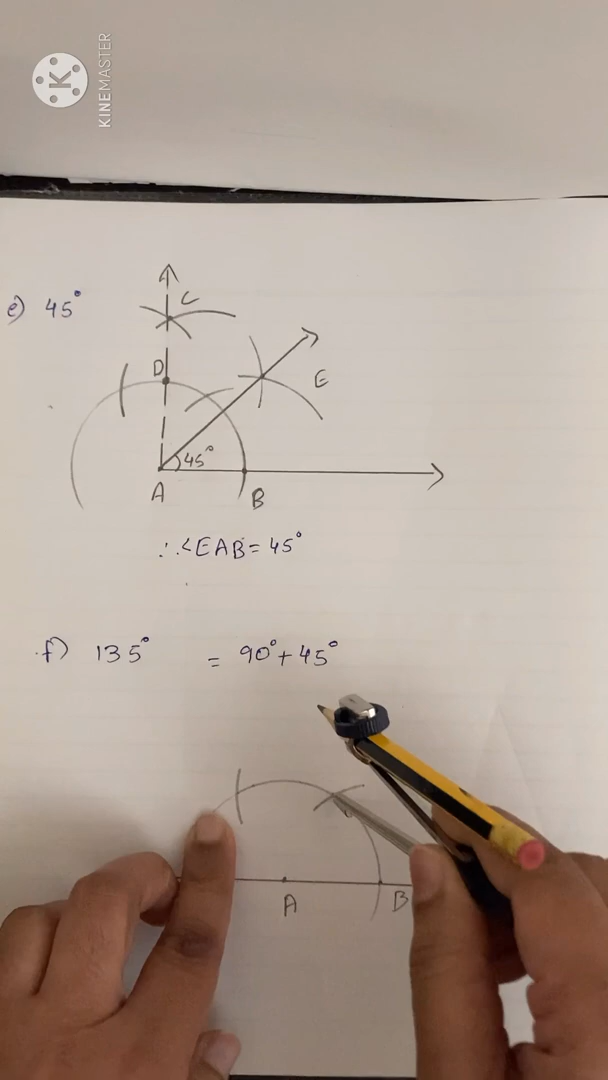 K
KINEMASTER
e) 45°
C
D
E
45°
A
B
∴ ∠EAB = 45°
f) 135° = 90° + 45°
A
B